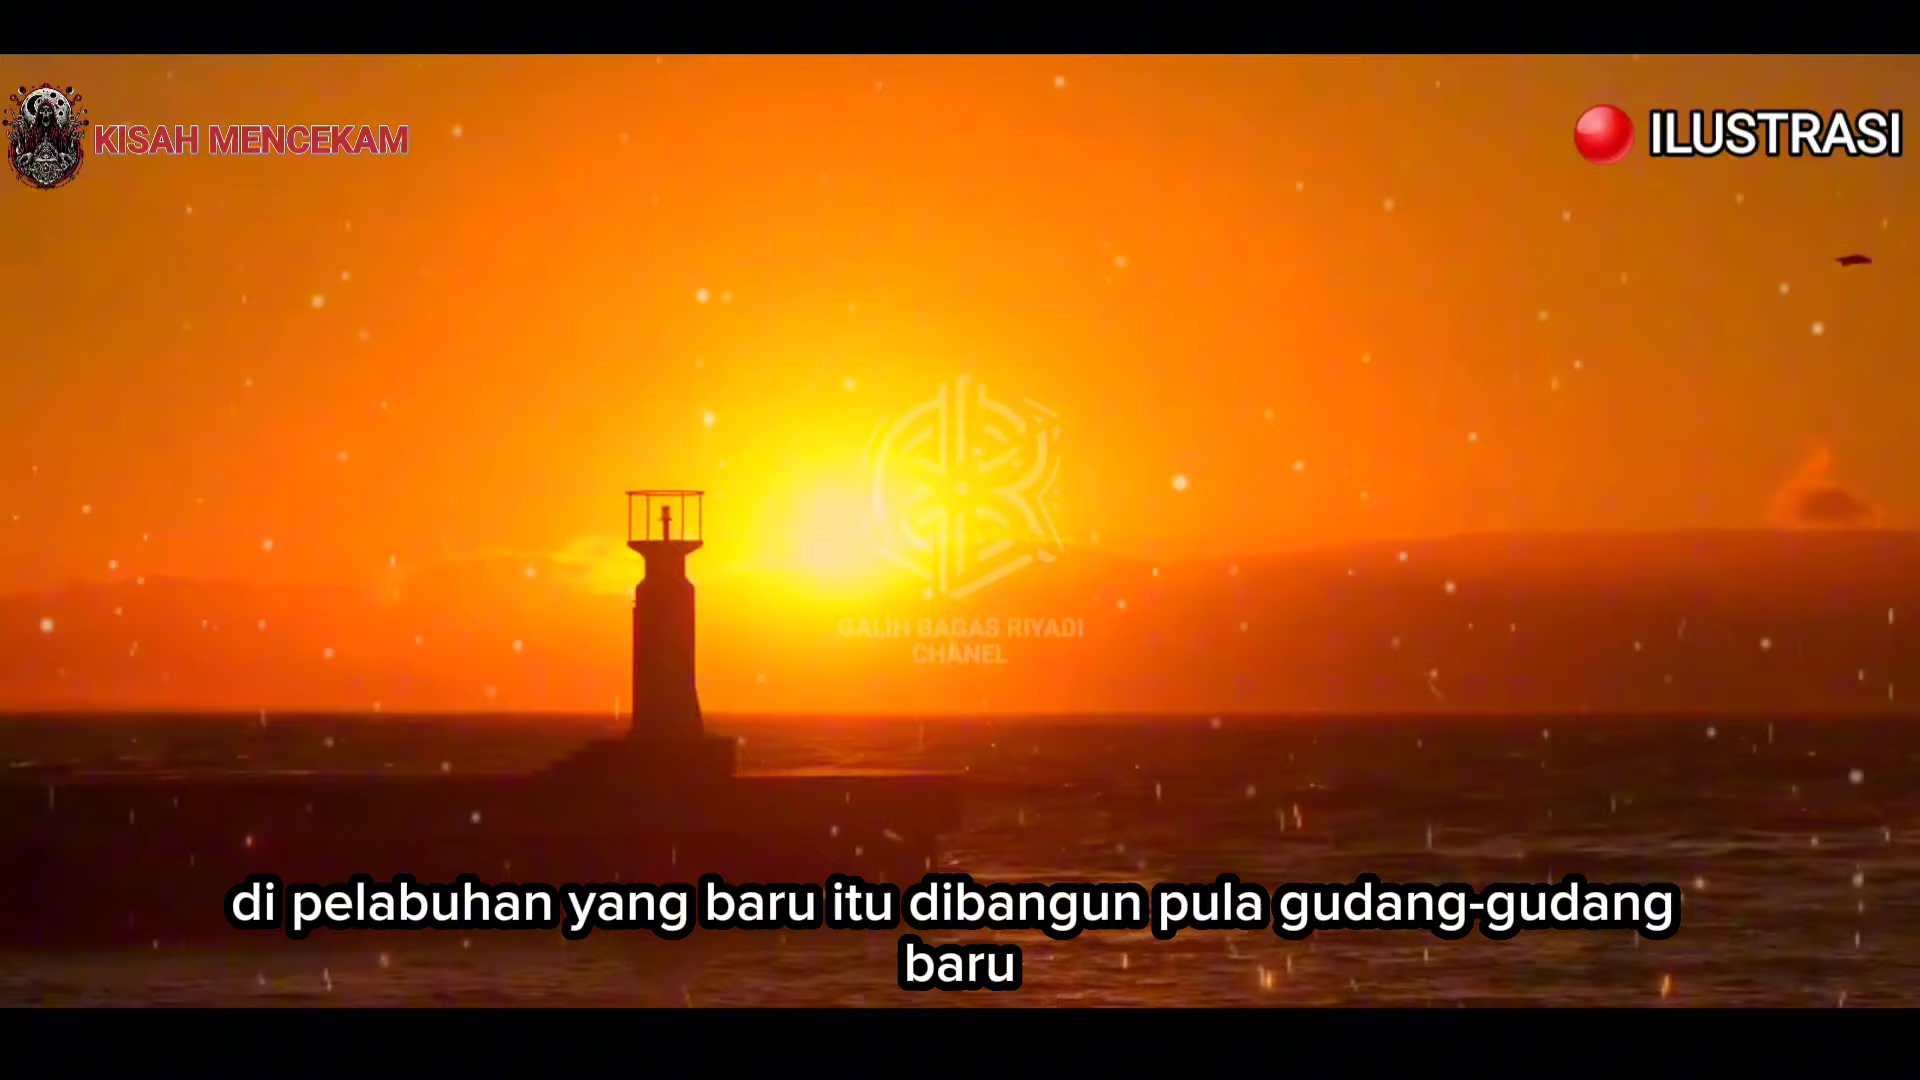 KISAH MENCEKAM
ILUSTRASI
GALIH BAGAS RIYADI
CHANEL
di pelabuhan yang baru itu dibangun pula gudang-gudang
baru